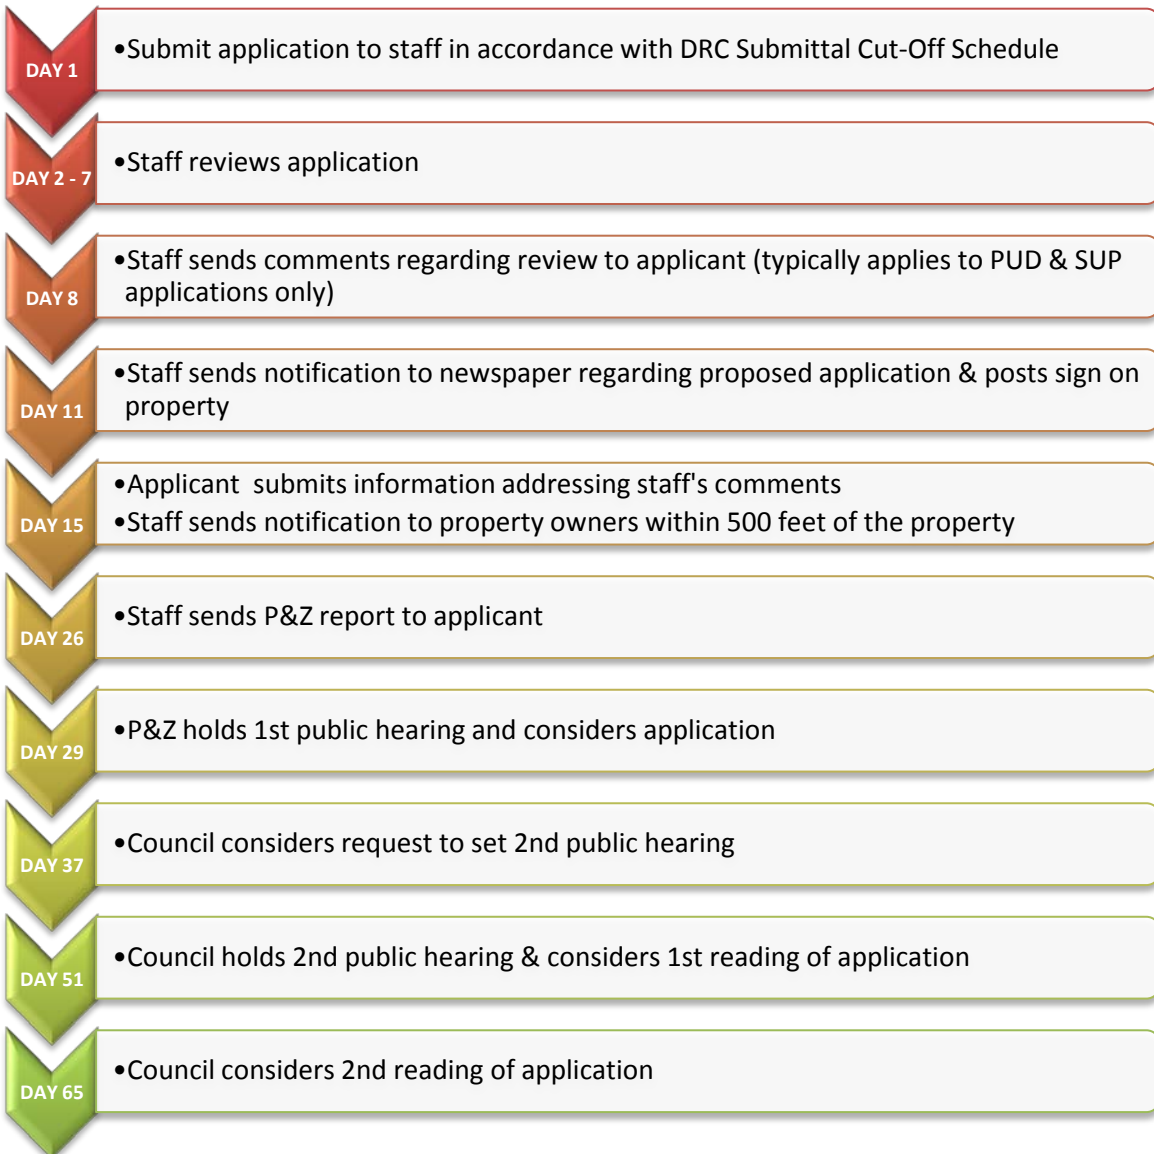 DAY 1
•Submit application to staff in accordance with DRC Submittal Cut-Off Schedule
DAY 2 - 7
•Staff reviews application
DAY 8
•Staff sends comments regarding review to applicant (typically applies to PUD & SUP
applications only)
DAY 11
•Staff sends notification to newspaper regarding proposed application & posts sign on
property
DAY 15
•Applicant  submits information addressing staff's comments
•Staff sends notification to property owners within 500 feet of the property
DAY 26
•Staff sends P&Z report to applicant
DAY 29
•P&Z holds 1st public hearing and considers application
DAY 37
•Council considers request to set 2nd public hearing
DAY 51
•Council holds 2nd public hearing & considers 1st reading of application
DAY 65
•Council considers 2nd reading of application